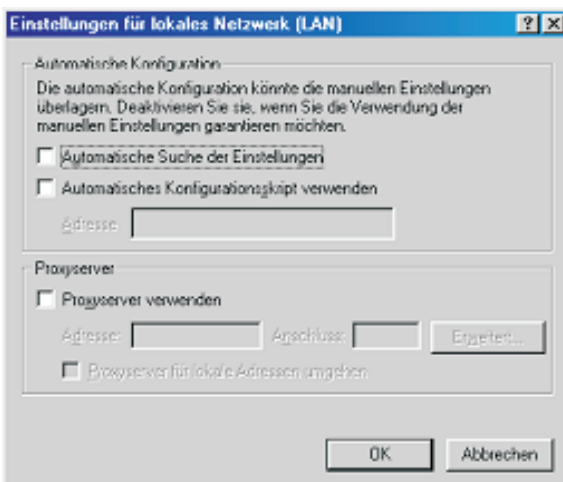 Einstellungen für lokales Netzwerk (LAN)
Automatische Konfiguration
Die automatische Konfiguration könnte die manuellen Einstellungen
überlagern. Deaktivieren Sie sie, wenn Sie die Verwendung der
manuellen Einstellungen garantieren möchten.
Automatische Suche der Einstellungen
Automatisches Konfigurationsskript verwenden
Adresse
Proxyserver
Proxyserver verwenden
Adresse: Anschluss: Erweitert...
Proxyserver für lokale Adressen umgehen
OK Abbrechen